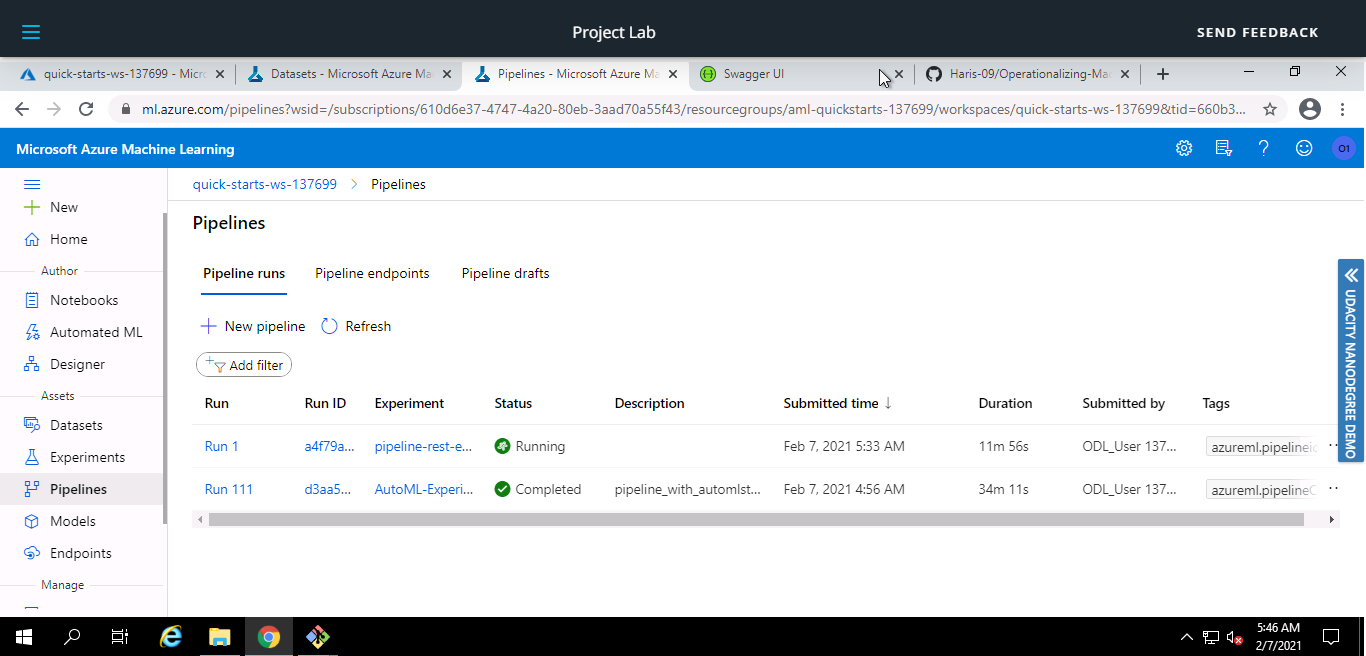 Project Lab
SEND FEEDBACK
quick-starts-ws-137699 - Micr
Datasets - Microsoft Azure Ma
Pipelines - Microsoft Azure Ma
Swagger UI
Haris-09/Operationalizing-Mac
ml.azure.com/pipelines?wsid=/subscriptions/610d6e37-4747-4a20-80eb-3aad70a55f43/resourcegroups/aml-quickstarts-137699/workspaces/quick-starts-ws-137699&tid=660b3...
Microsoft Azure Machine Learning
O1
New
Home
Author
Notebooks
Automated ML
Designer
Assets
Datasets
Experiments
Pipelines
Models
Endpoints
Manage
quick-starts-ws-137699 > Pipelines
Pipelines
Pipeline runs Pipeline endpoints Pipeline drafts
New pipeline Refresh
Add filter
Run Run ID Experiment Status Description Submitted time ↓ Duration Submitted by Tags
Run 1 a4f79a... pipeline-rest-e... Running Feb 7, 2021 5:33 AM 11m 56s ODL_User 137... azureml.pipelineic
Run 111 d3aa5... AutoML-Experi... Completed pipeline_with_automlst... Feb 7, 2021 4:56 AM 34m 11s ODL_User 137... azureml.pipelineC
UDACITY NANODEGREE DEMO
5:46 AM
2/7/2021